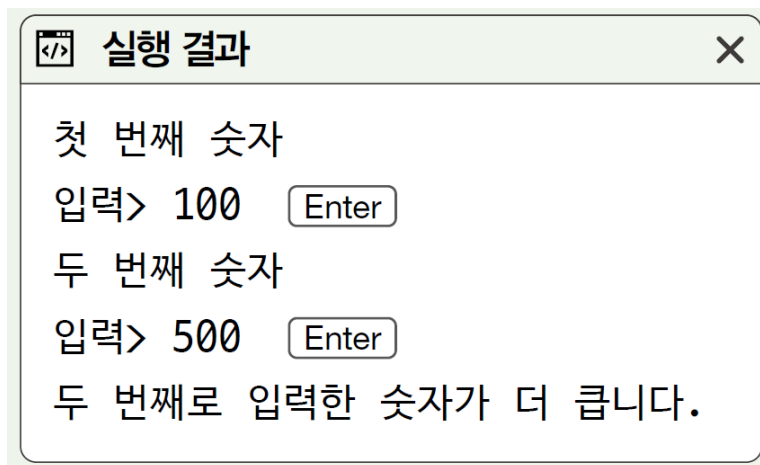 실행 결과
첫 번째 숫자
입력> 100 Enter
두 번째 숫자
입력> 500 Enter
두 번째로 입력한 숫자가 더 큽니다.